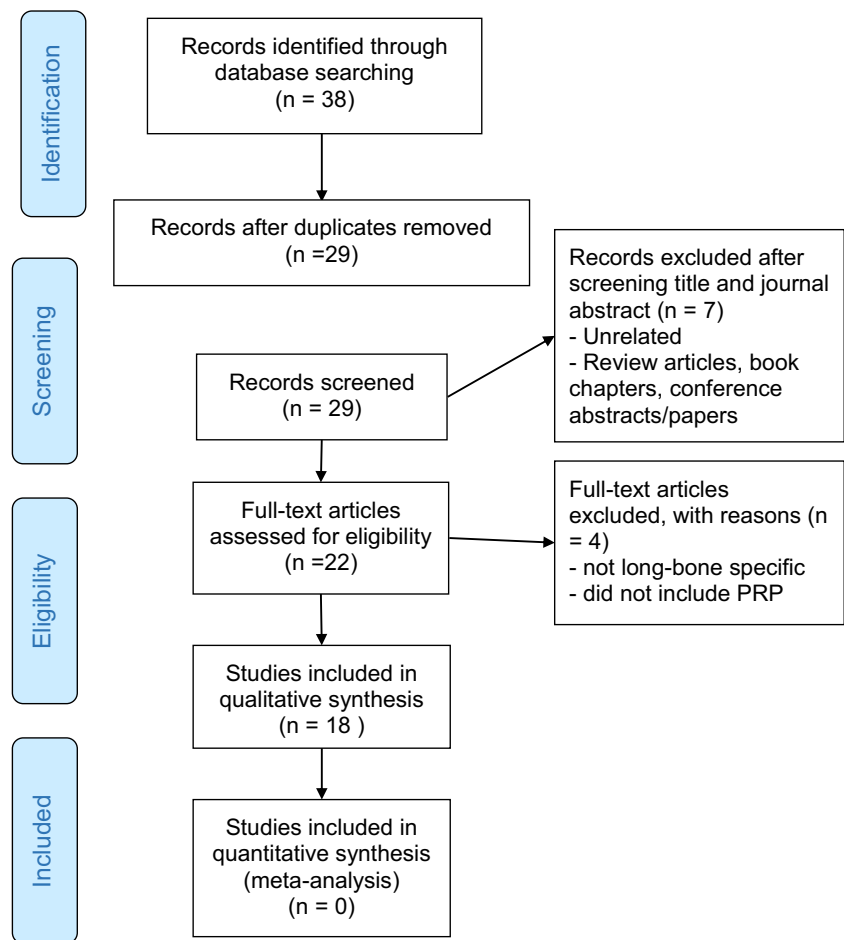 Identification
Records identified through
database searching
(n = 38)
Records after duplicates removed
(n =29)
Screening
Records screened
(n = 29)
Records excluded after
screening title and journal
abstract (n = 7)
- Unrelated
- Review articles, book
chapters, conference
abstracts/papers
Eligibility
Full-text articles
assessed for eligibility
(n =22)
Full-text articles
excluded, with reasons (n
= 4)
- not long-bone specific
- did not include PRP
Studies included in
qualitative synthesis
(n = 18 )
Included
Studies included in
quantitative synthesis
(meta-analysis)
(n = 0)